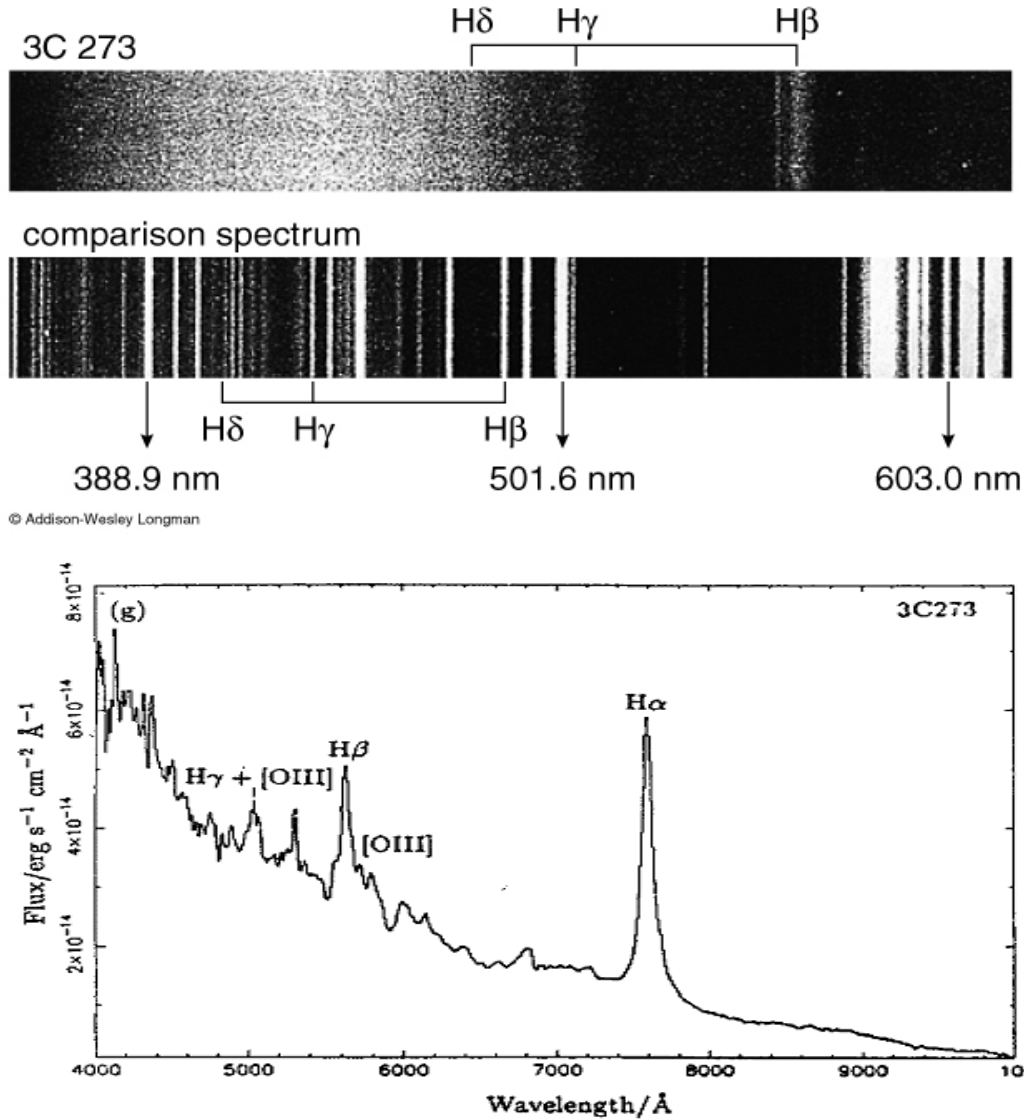 Hδ Hγ Hβ
3C 273
comparison spectrum
Hδ Hγ Hβ
388.9 nm 501.6 nm 603.0 nm
© Addison-Wesley Longman
(g) 3C273
Hα
Hβ
Hγ + [OIII]
[OIII]
8×10⁻¹⁴
6×10⁻¹⁴
4×10⁻¹⁴
2×10⁻¹⁴
Flux/erg s⁻¹ cm⁻² Å⁻¹
4000 5000 6000 7000 8000 9000 10
Wavelength/Å